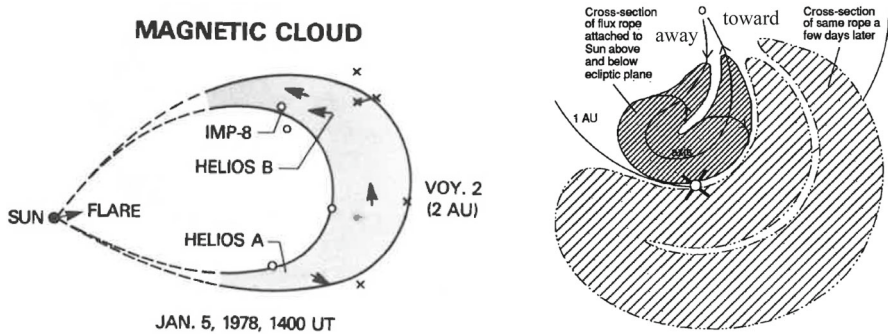 MAGNETIC CLOUD
IMP-8
HELIOS B
SUN
FLARE
VOY. 2
(2 AU)
HELIOS A
JAN. 5, 1978, 1400 UT
Cross-section
of flux rope
attached to
Sun above
and below
ecliptic plane
away
toward
Cross-section
of same rope a
few days later
1 AU
axis